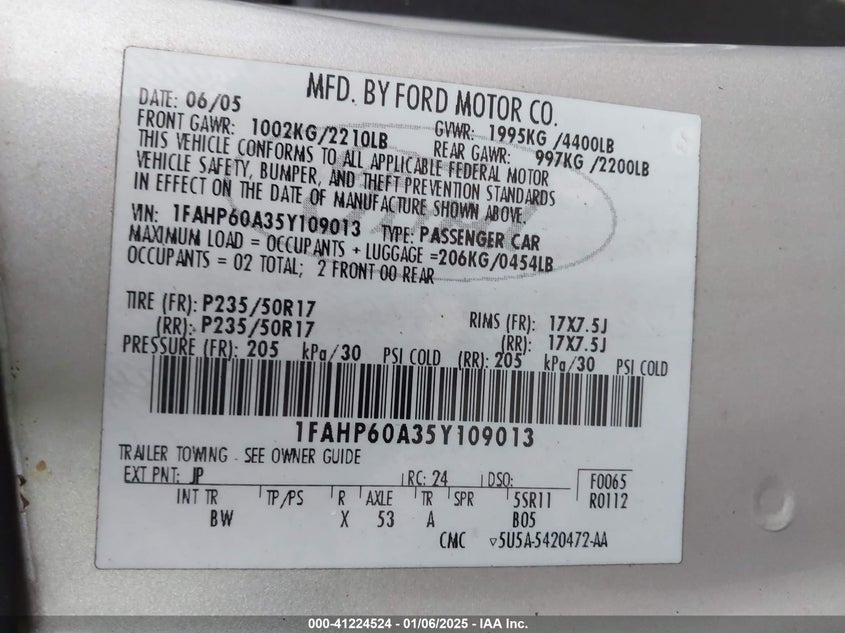 MFD. BY FORD MOTOR CO.
DATE: 06/05
FRONT GAWR: 1002KG/2210LB
GVWR: 1995KG/4400LB
REAR GAWR: 997KG/2200LB
THIS VEHICLE CONFORMS TO ALL APPLICABLE FEDERAL MOTOR
VEHICLE SAFETY, BUMPER, AND THEFT PREVENTION STANDARDS
IN EFFECT ON THE DATE OF MANUFACTURE SHOWN ABOVE.
VIN: 1FAHP60A35Y109013 TYPE: PASSENGER CAR
MAXIMUM LOAD = OCCUPANTS + LUGGAGE =206KG/0454LB
OCCUPANTS = 02 TOTAL; 2 FRONT 00 REAR
TIRE (FR): P235/50R17 RIMS (FR): 17X7.5J
(RR): P235/50R17 (RR): 17X7.5J
PRESSURE (FR): 205 kPa/30 PSI COLD (RR): 205 kPa/30 PSI COLD
1FAHP60A35Y109013
TRAILER TOWING - SEE OWNER GUIDE
EXT PNT: JP RC: 24 DSO: F0065
INT TR TP/PS R AXLE TR SPR 5SR11 R0112
BW X 53 A B05
CMC ▽5U5A-5420472-AA
000-41224524 | 01/06/2025 - IAA Inc.